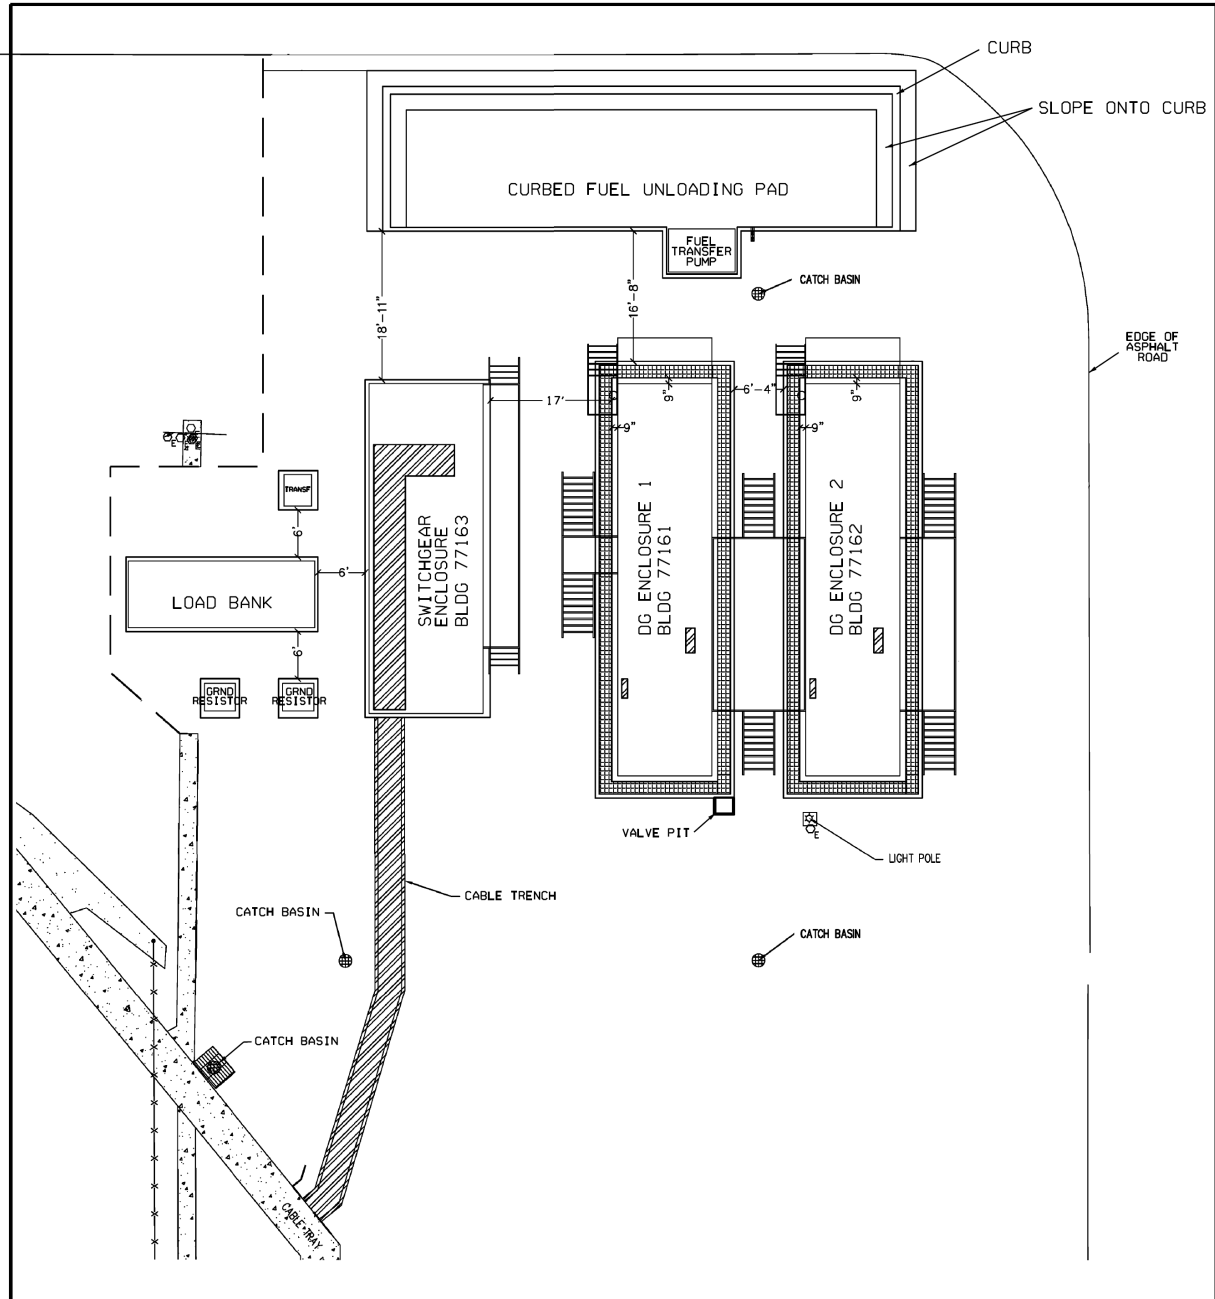 CURB
SLOPE ONTO CURB
CURBED FUEL UNLOADING PAD
FUEL
TRANSFER
PUMP
CATCH BASIN
18'-11"
16'-8"
EDGE OF
ASPHALT
ROAD
17'
9"
6'-4"
9"
9"
9"
E
E
TRANSF
6'
6'
LOAD BANK
6'
GRND
RESISTOR
GRND
RESISTOR
SWITCHGEAR
ENCLOSURE
BLDG 77163
DG ENCLOSURE 1
BLDG 77161
DG ENCLOSURE 2
BLDG 77162
VALVE PIT
E
LIGHT POLE
CABLE TRENCH
CATCH BASIN
CATCH BASIN
CATCH BASIN
CABLE TRAY